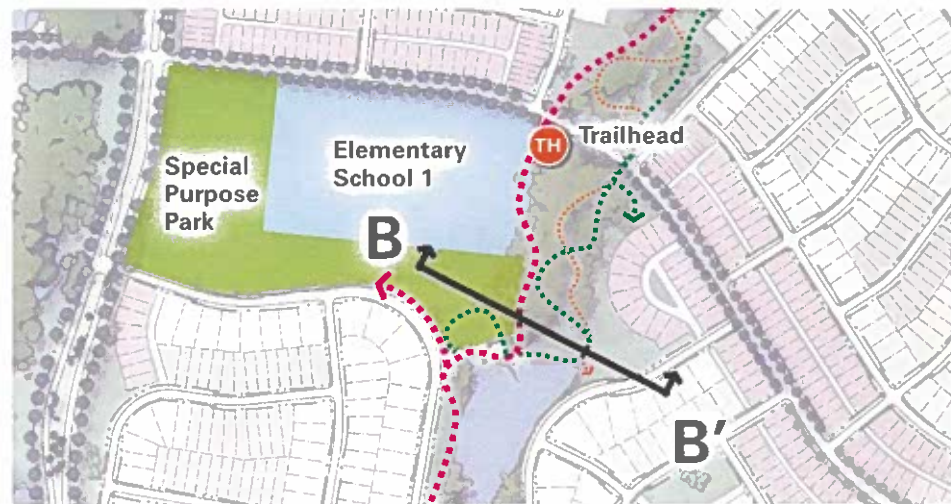 Special
Purpose
Park
Elementary
School 1
TH
Trailhead
B
B′